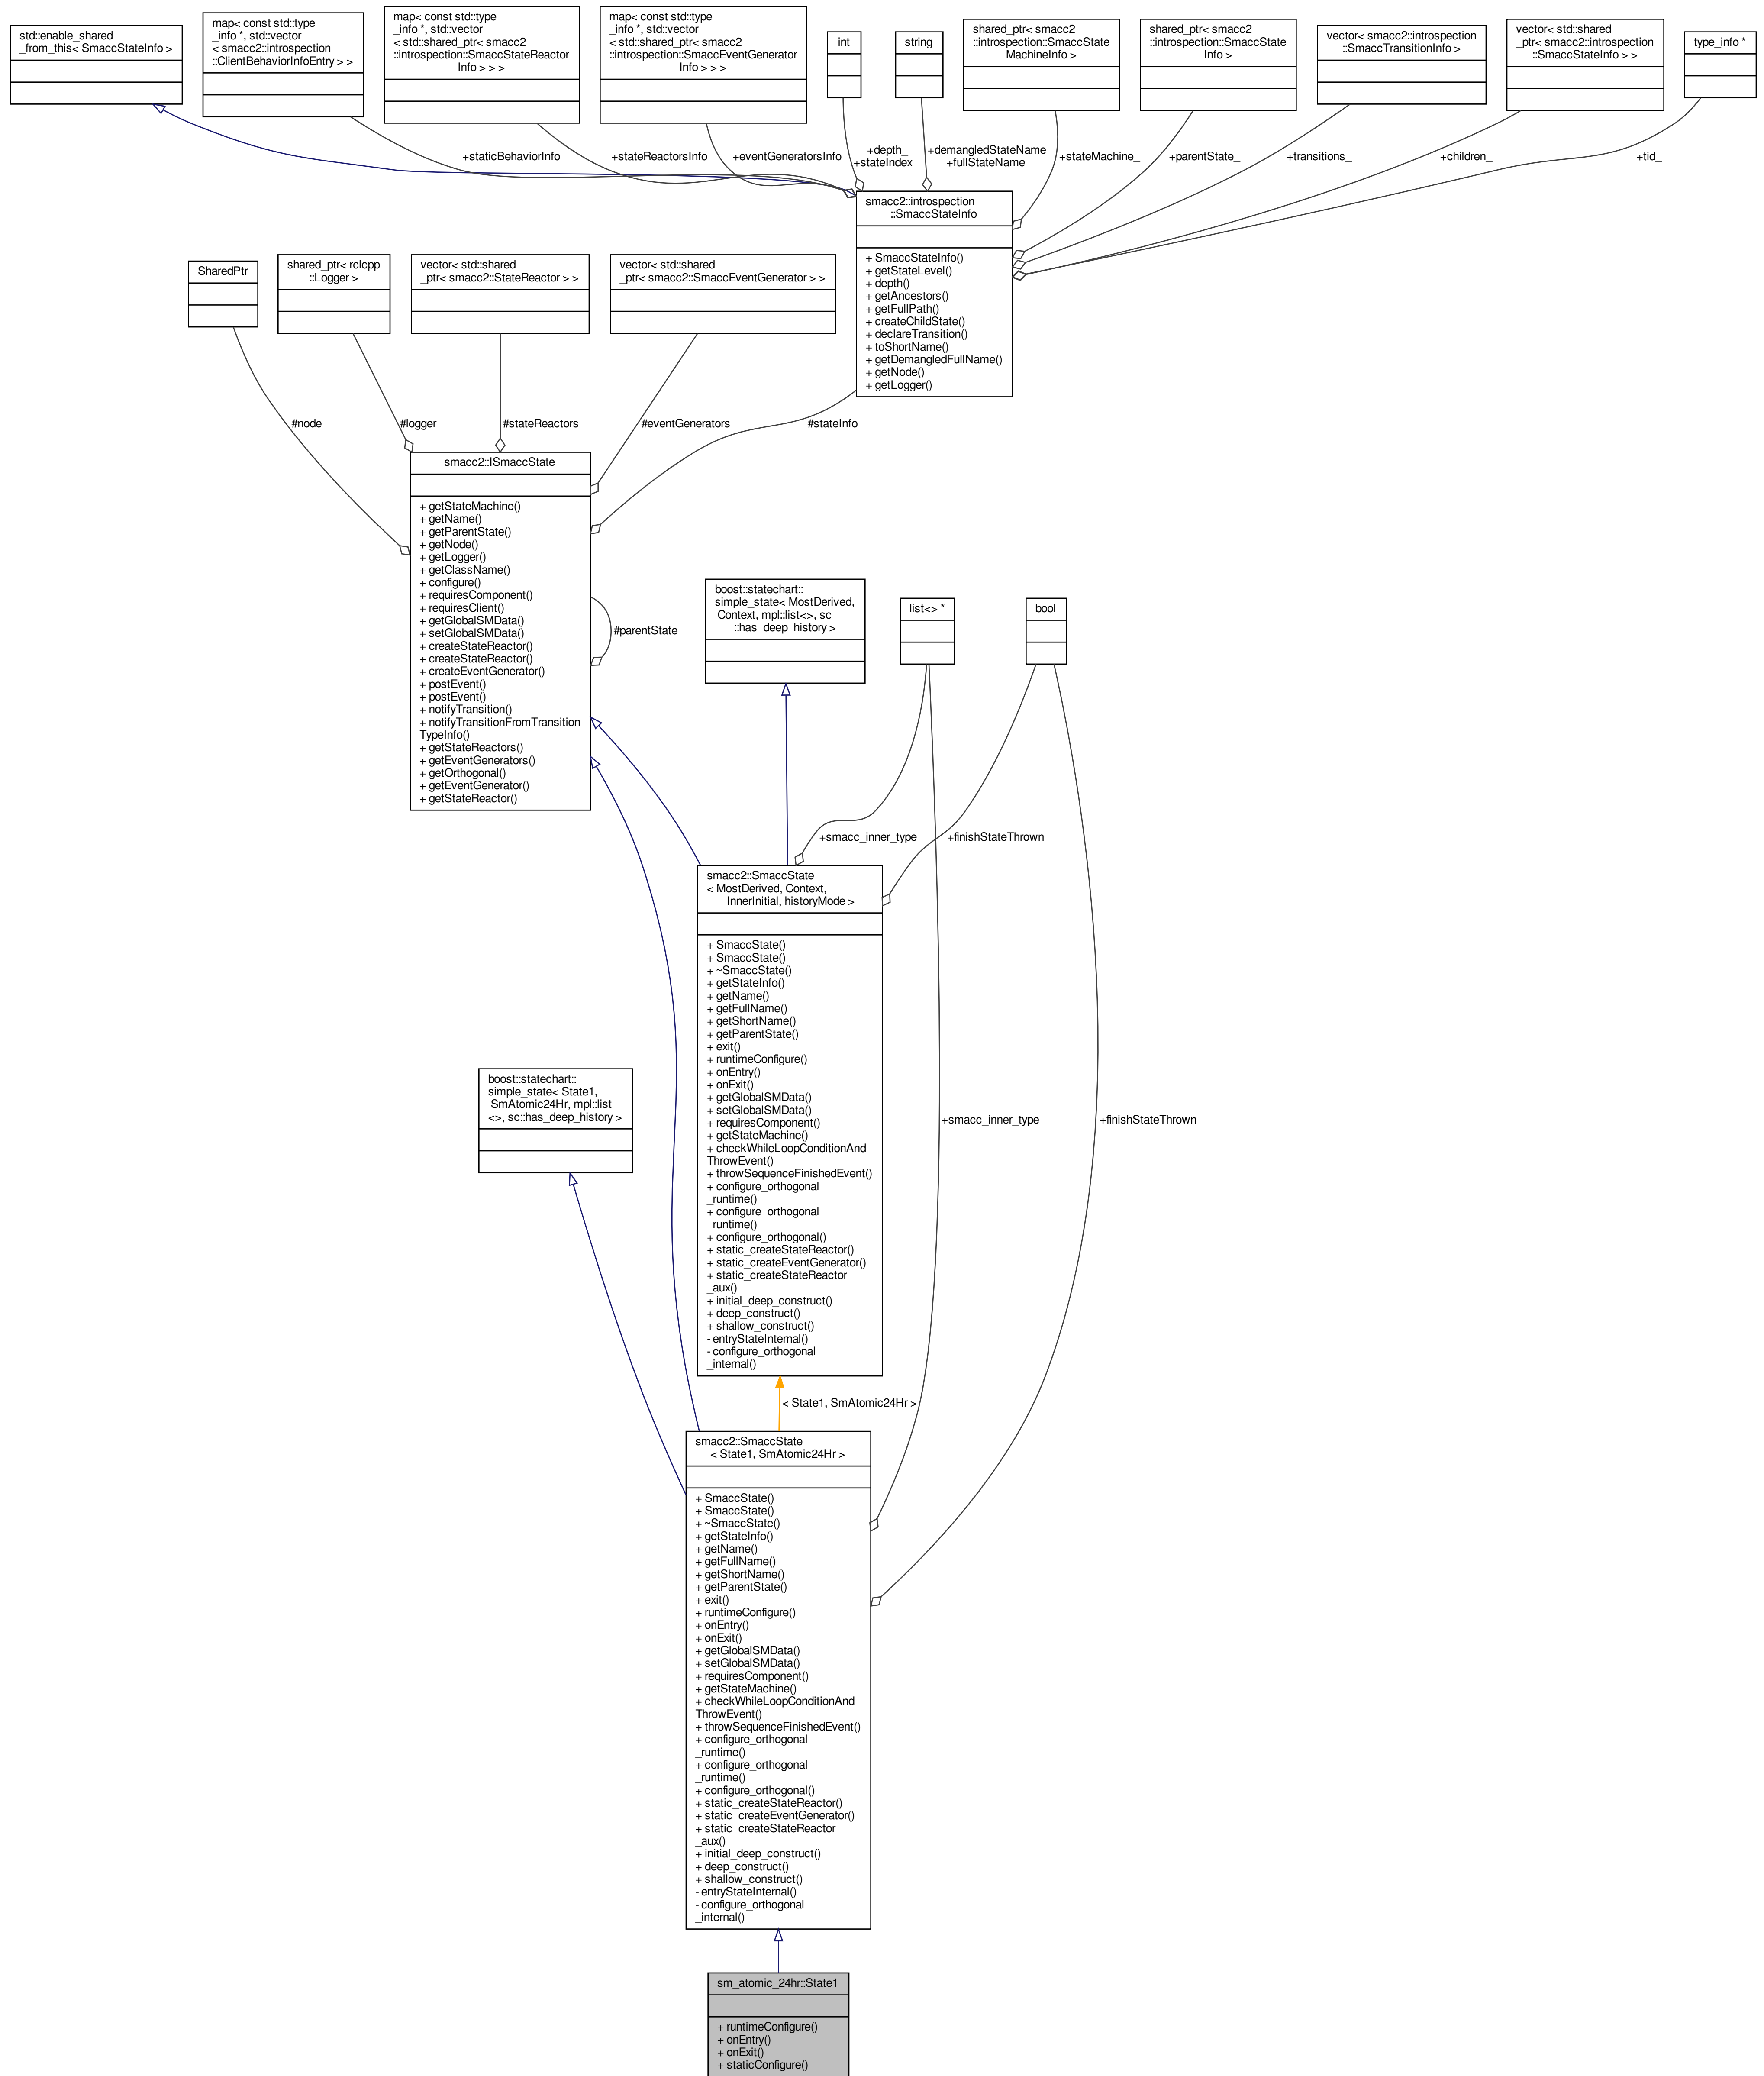 std::enable_shared
_from_this< SmaccStateInfo >
map< const std::type
_info *, std::vector
< smacc2::introspection
::ClientBehaviorInfoEntry > >
map< const std::type
_info *, std::vector
< std::shared_ptr< smacc2
::introspection::SmaccStateReactor
Info > > >
map< const std::type
_info *, std::vector
< std::shared_ptr< smacc2
::introspection::SmaccEventGenerator
Info > > >
int
string
shared_ptr< smacc2
::introspection::SmaccState
MachineInfo >
shared_ptr< smacc2
::introspection::SmaccState
Info >
vector< smacc2::introspection
::SmaccTransitionInfo >
vector< std::shared
_ptr< smacc2::introspection
::SmaccStateInfo > >
type_info *
+staticBehaviorInfo
+stateReactorsInfo
+eventGeneratorsInfo
+depth_
+stateIndex_
+demangledStateName
+fullStateName
+stateMachine_
+parentState_
+transitions_
+children_
+tid_
smacc2::introspection
::SmaccStateInfo
+ SmaccStateInfo()
+ getStateLevel()
+ depth()
+ getAncestors()
+ getFullPath()
+ createChildState()
+ declareTransition()
+ toShortName()
+ getDemangledFullName()
+ getNode()
+ getLogger()
SharedPtr
shared_ptr< rclcpp
::Logger >
vector< std::shared
_ptr< smacc2::StateReactor > >
vector< std::shared
_ptr< smacc2::SmaccEventGenerator > >
#node_
#logger_
#stateReactors_
#eventGenerators_
#stateInfo_
smacc2::ISmaccState
+ getStateMachine()
+ getName()
+ getParentState()
+ getNode()
+ getLogger()
+ getClassName()
+ configure()
+ requiresComponent()
+ requiresClient()
+ getGlobalSMData()
+ setGlobalSMData()
+ createStateReactor()
+ createStateReactor()
+ createEventGenerator()
+ postEvent()
+ postEvent()
+ notifyTransition()
+ notifyTransitionFromTransition
TypeInfo()
+ getStateReactors()
+ getEventGenerators()
+ getOrthogonal()
+ getEventGenerator()
+ getStateReactor()
#parentState_
boost::statechart::
simple_state< MostDerived,
Context, mpl::list<>, sc
::has_deep_history >
list<> *
bool
+smacc_inner_type
+finishStateThrown
smacc2::SmaccState
< MostDerived, Context,
InnerInitial, historyMode >
+ SmaccState()
+ SmaccState()
+ ~SmaccState()
+ getStateInfo()
+ getName()
+ getFullName()
+ getShortName()
+ getParentState()
+ exit()
+ runtimeConfigure()
+ onEntry()
+ onExit()
+ getGlobalSMData()
+ setGlobalSMData()
+ requiresComponent()
+ getStateMachine()
+ checkWhileLoopConditionAnd
ThrowEvent()
+ throwSequenceFinishedEvent()
+ configure_orthogonal
_runtime()
+ configure_orthogonal
_runtime()
+ configure_orthogonal()
+ static_createStateReactor()
+ static_createEventGenerator()
+ static_createStateReactor
_aux()
+ initial_deep_construct()
+ deep_construct()
+ shallow_construct()
- entryStateInternal()
- configure_orthogonal
_internal()
boost::statechart::
simple_state< State1,
SmAtomic24Hr, mpl::list
<>, sc::has_deep_history >
+smacc_inner_type
+finishStateThrown
< State1, SmAtomic24Hr >
smacc2::SmaccState
< State1, SmAtomic24Hr >
+ SmaccState()
+ SmaccState()
+ ~SmaccState()
+ getStateInfo()
+ getName()
+ getFullName()
+ getShortName()
+ getParentState()
+ exit()
+ runtimeConfigure()
+ onEntry()
+ onExit()
+ getGlobalSMData()
+ setGlobalSMData()
+ requiresComponent()
+ getStateMachine()
+ checkWhileLoopConditionAnd
ThrowEvent()
+ throwSequenceFinishedEvent()
+ configure_orthogonal
_runtime()
+ configure_orthogonal
_runtime()
+ configure_orthogonal()
+ static_createStateReactor()
+ static_createEventGenerator()
+ static_createStateReactor
_aux()
+ initial_deep_construct()
+ deep_construct()
+ shallow_construct()
- entryStateInternal()
- configure_orthogonal
_internal()
sm_atomic_24hr::State1
+ runtimeConfigure()
+ onEntry()
+ onExit()
+ staticConfigure()